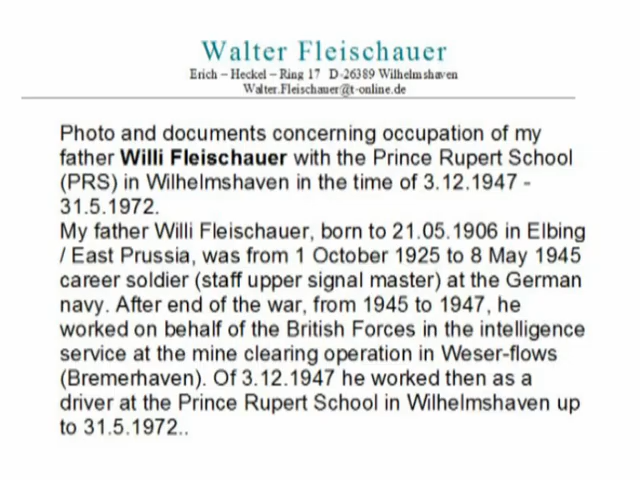 Walter Fleischauer
Erich – Heckel – Ring 17 D-26389 Wilhelmshaven
Walter.Fleischauer@t-online.de
Photo and documents concerning occupation of my
father Willi Fleischauer with the Prince Rupert School
(PRS) in Wilhelmshaven in the time of 3.12.1947 -
31.5.1972.
My father Willi Fleischauer, born to 21.05.1906 in Elbing
/ East Prussia, was from 1 October 1925 to 8 May 1945
career soldier (staff upper signal master) at the German
navy. After end of the war, from 1945 to 1947, he
worked on behalf of the British Forces in the intelligence
service at the mine clearing operation in Weser-flows
(Bremerhaven). Of 3.12.1947 he worked then as a
driver at the Prince Rupert School in Wilhelmshaven up
to 31.5.1972..